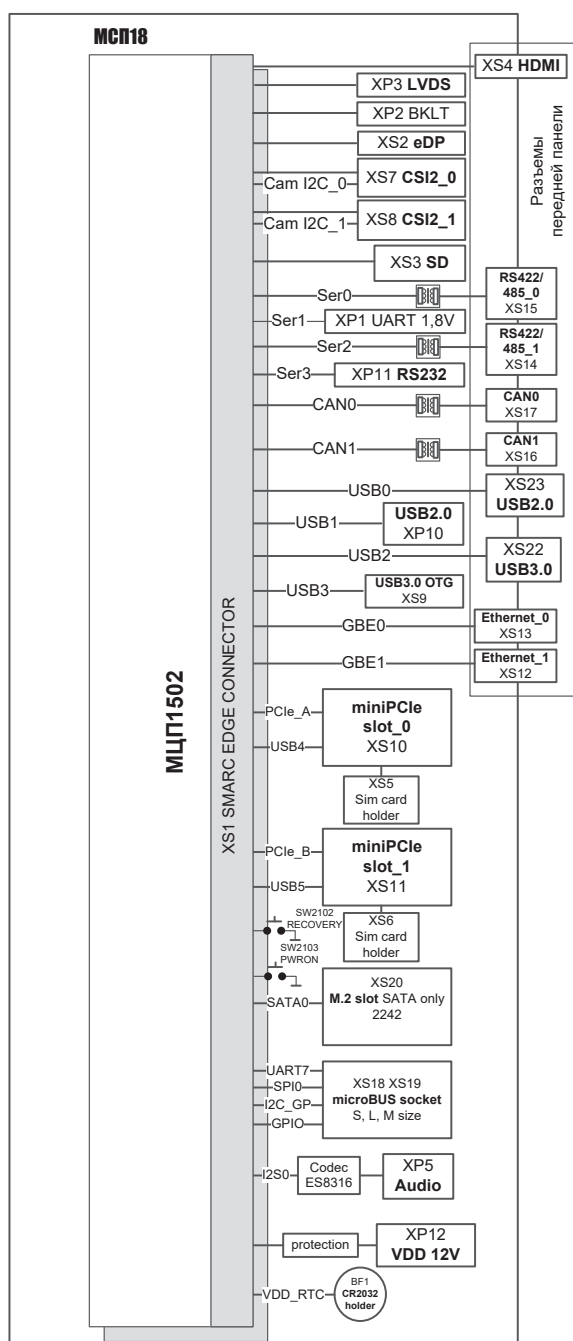 МСП18
XS4 HDMI
XP3 LVDS
XP2 BKLT
XS2 eDP
Cam I2C_0
XS7 CSI2_0
Cam I2C_1
XS8 CSI2_1
XS3 SD
Разъемы
передней панели
Ser0
RS422/
485_0
XS15
Ser1
XP1 UART 1,8V
Ser2
RS422/
485_1
XS14
Ser3
XP11 RS232
CAN0
CAN0
XS17
CAN1
CAN1
XS16
USB0
XS23
USB2.0
USB1
USB2.0
XP10
USB2
XS22
USB3.0
USB3
USB3.0 OTG
XS9
GBE0
Ethernet_0
XS13
GBE1
Ethernet_1
XS12
МЦП1502
XS1 SMARC EDGE CONNECTOR
PCIe_A
USB4
miniPCIe
slot_0
XS10
XS5
Sim card
holder
PCIe_B
USB5
miniPCIe
slot_1
XS11
XS6
Sim card
holder
SW2102
RECOVERY
SW2103
PWRON
SATA0
XS20
M.2 slot SATA only
2242
UART7
SPI0
I2C_GP
GPIO
XS18 XS19
microBUS socket
S, L, M size
I2S0
Codec
ES8316
XP5
Audio
protection
XP12
VDD 12V
VDD_RTC
BF1
CR2032
holder